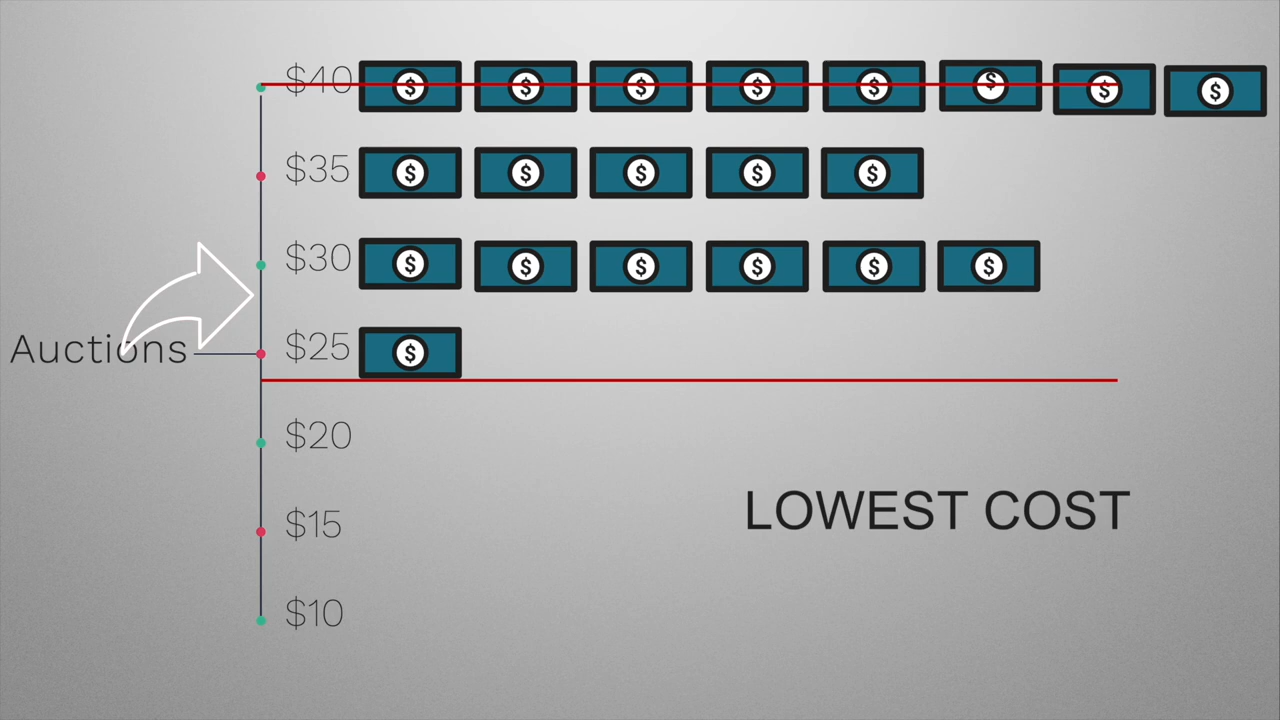 $40 $ $ $ $ $ $ $ $
$35 $ $ $ $ $
$30 $ $ $ $ $ $
Auctions $25 $
$20
LOWEST COST
$15
$10